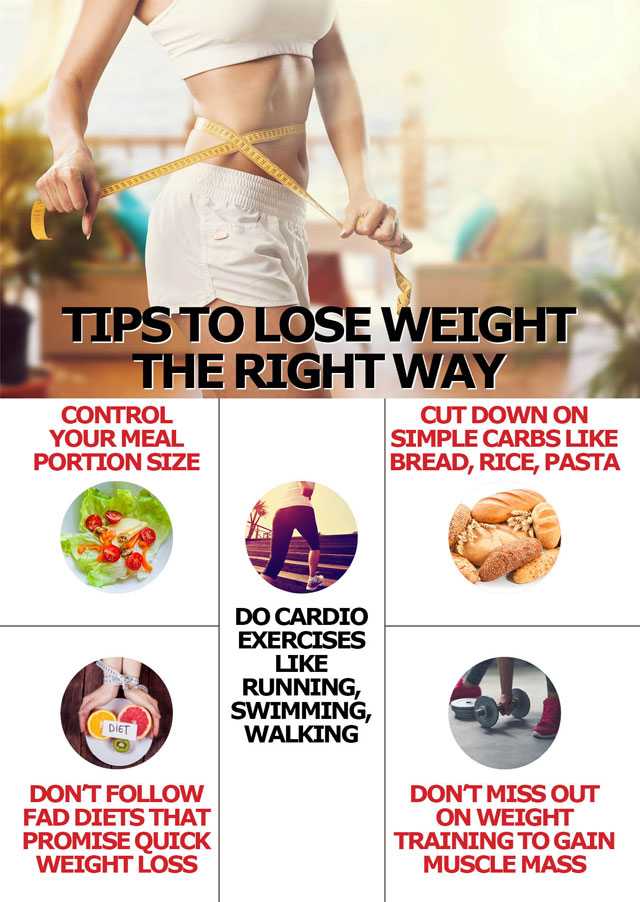 TIPS TO LOSE WEIGHT
THE RIGHT WAY
CONTROL
YOUR MEAL
PORTION SIZE
CUT DOWN ON
SIMPLE CARBS LIKE
BREAD, RICE, PASTA
DO CARDIO
EXERCISES
LIKE
RUNNING,
SWIMMING,
WALKING
DIET
DON'T FOLLOW
FAD DIETS THAT
PROMISE QUICK
WEIGHT LOSS
DON'T MISS OUT
ON WEIGHT
TRAINING TO GAIN
MUSCLE MASS